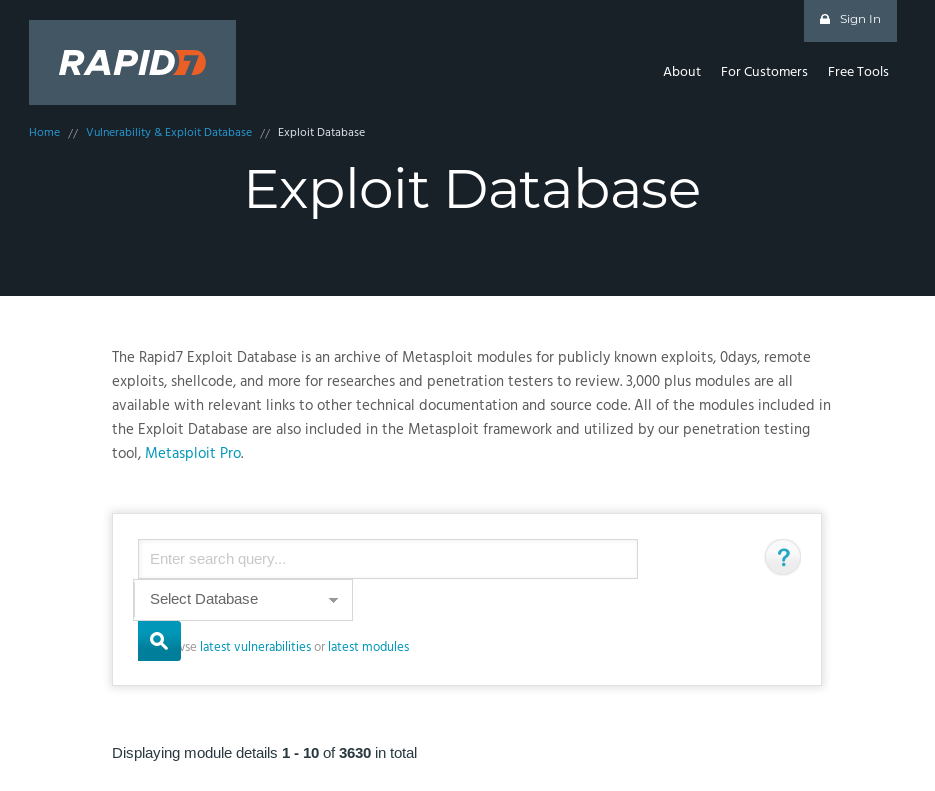 Sign In
RAPID7
About For Customers Free Tools
Home // Vulnerability & Exploit Database // Exploit Database
Exploit Database
The Rapid7 Exploit Database is an archive of Metasploit modules for publicly known exploits, 0days, remote
exploits, shellcode, and more for researches and penetration testers to review. 3,000 plus modules are all
available with relevant links to other technical documentation and source code. All of the modules included in
the Exploit Database are also included in the Metasploit framework and utilized by our penetration testing
tool, Metasploit Pro.
Enter search query...
?
Select Database
latest vulnerabilities or latest modules
Displaying module details 1 - 10 of 3630 in total